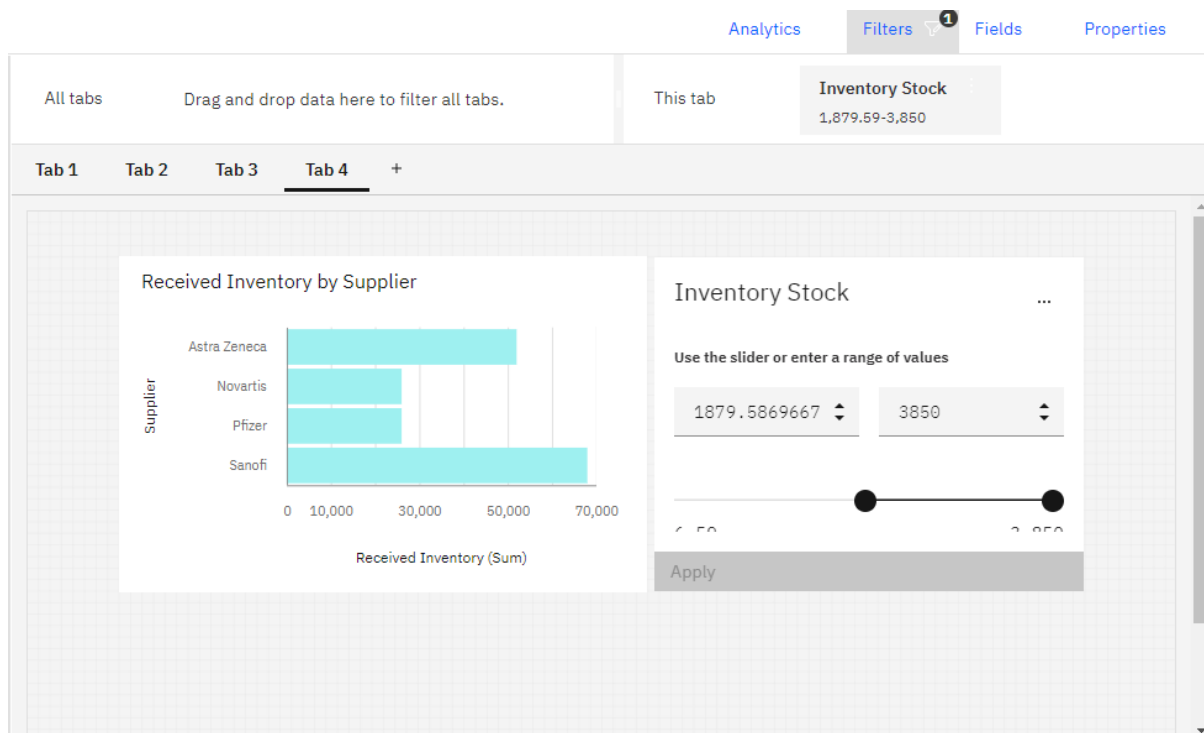 Analytics
Filters
1
Fields
Properties
All tabs
Drag and drop data here to filter all tabs.
This tab
Inventory Stock
1,879.59-3,850
Tab 1
Tab 2
Tab 3
Tab 4
+
Received Inventory by Supplier
Supplier
Astra Zeneca
Novartis
Pfizer
Sanofi
0 10,000 30,000 50,000 70,000
Received Inventory (Sum)
Inventory Stock
...
Use the slider or enter a range of values
1879.5869667
3850
Apply